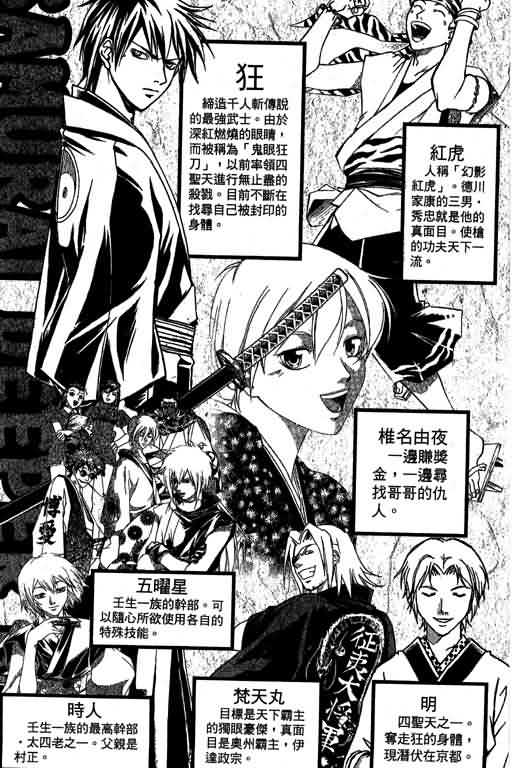 SAMURAI DEEPER
狂
締造千人斬傳說
的最強武士。由於
深紅燃燒的眼睛，
而被稱為「鬼眼狂
刀」，以前率領四
聖天進行無止盡的
殺戮。目前不斷在
找尋自己被封印的
身體。
紅虎
人稱「幻影
紅虎」。德川
家康的三男，
秀忠就是他的
真面目。使槍
的功夫天下一
流。
椎名由夜
一邊賺獎
金，一邊尋
找哥哥的仇
人。
博愛
五曜星
壬生一族的幹部。可
以隨心所欲使用各自的
特殊技能。
征夷大將軍
時人
壬生一族的最高幹部
・太四老之一。父親是
村正。
梵天丸
目標是天下霸主
的獨眼豪傑，真面
目是奧州霸主，伊
達政宗。
明
四聖天之一。
奪走狂的身體，
現潛伏在京都。